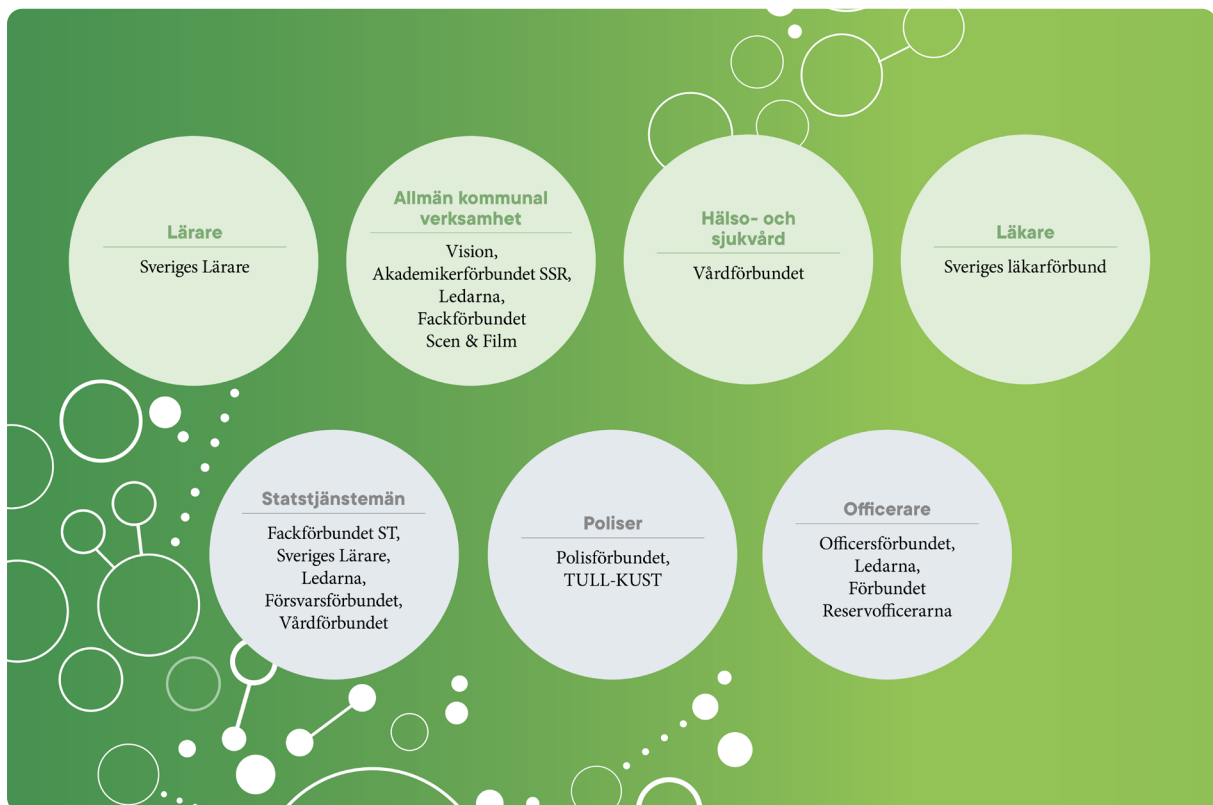 Lärare
Sveriges Lärare
Allmän kommunal
verksamhet
Vision,
Akademikerförbundet SSR,
Ledarna,
Fackförbundet
Scen & Film
Hälso- och
sjukvård
Vårdförbundet
Läkare
Sveriges läkarförbund
Statstjänstemän
Fackförbundet ST,
Sveriges Lärare,
Ledarna,
Försvarsförbundet,
Vårdförbundet
Poliser
Polisförbundet,
TULL-KUST
Officerare
Officersförbundet,
Ledarna,
Förbundet
Reservofficerarna